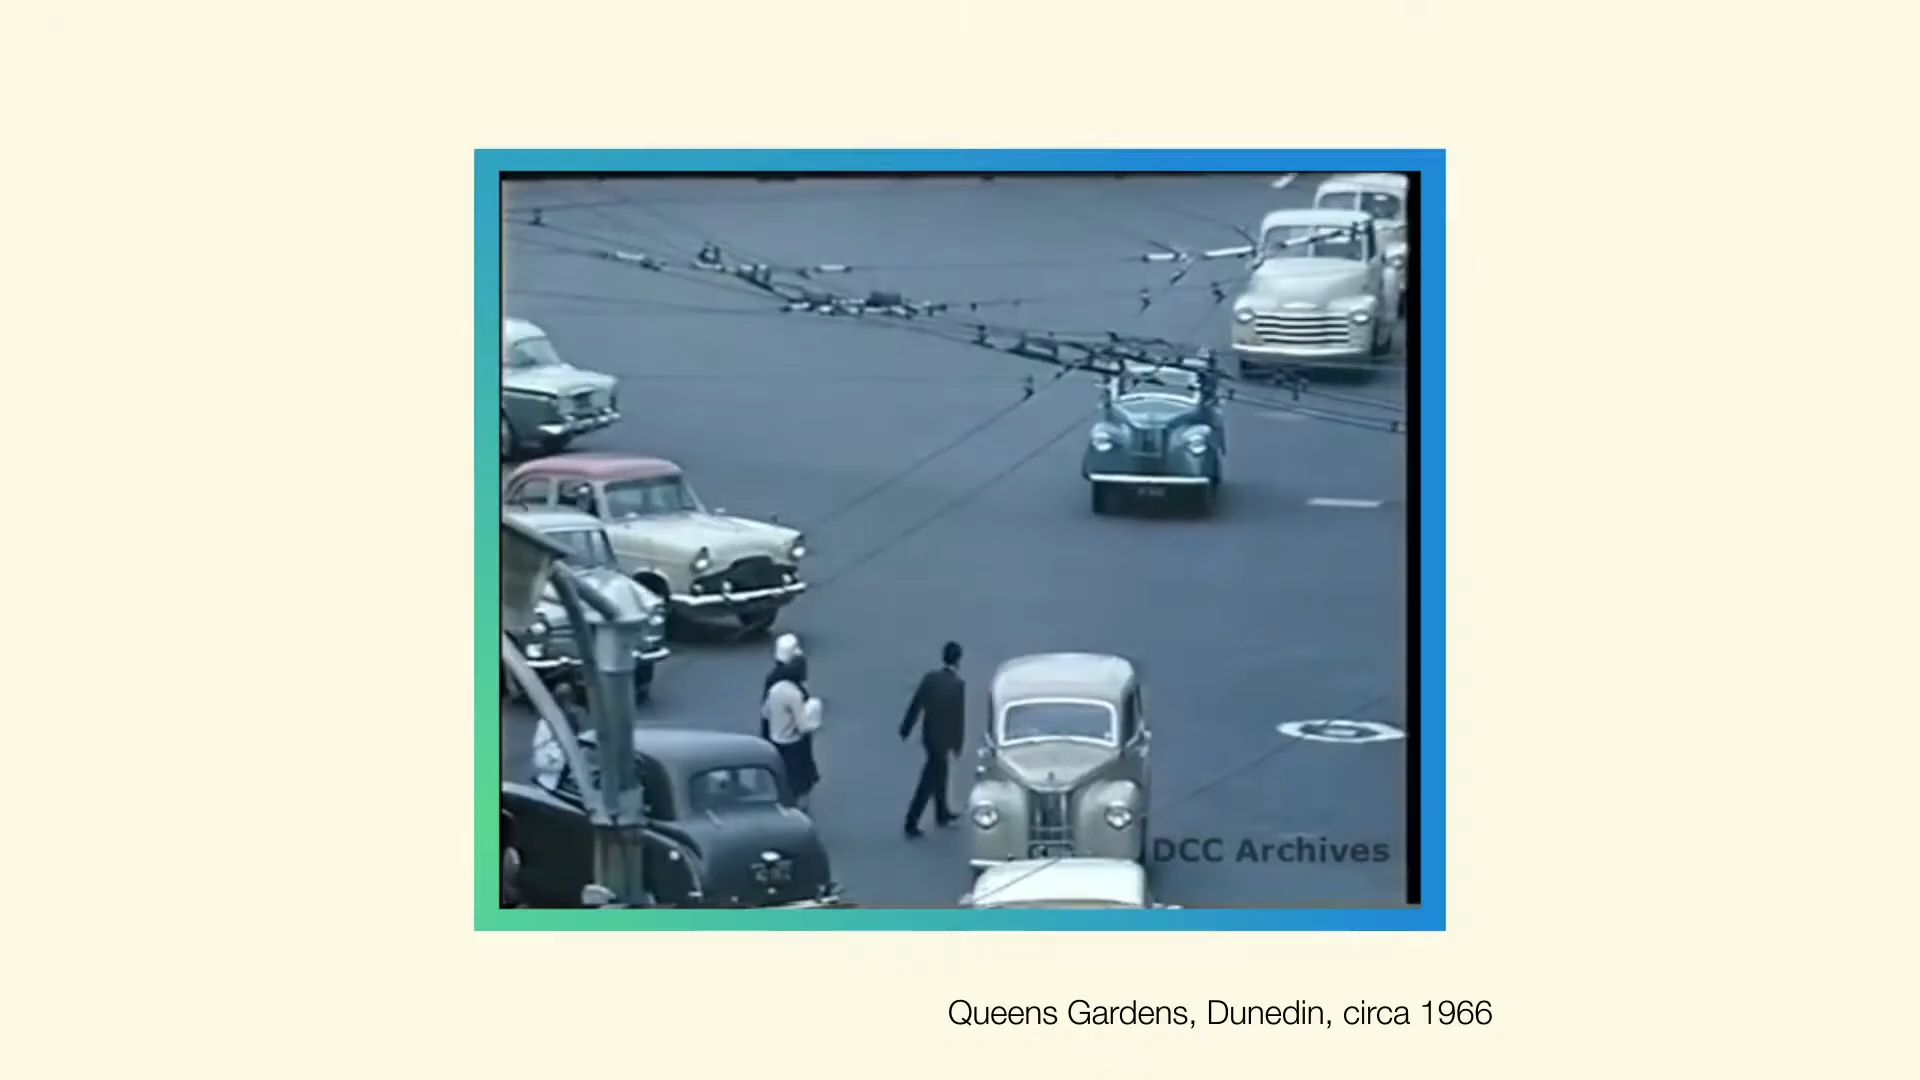 DCC Archives
Queens Gardens, Dunedin, circa 1966